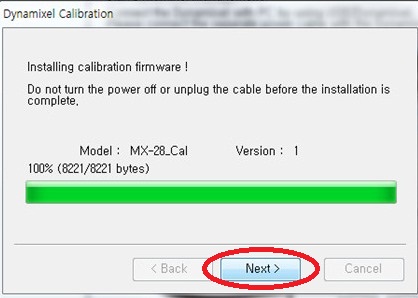 Dynamixel Calibration
Installing calibration firmware !
Do not turn the power off or unplug the cable before the installation is
complete,
Model : MX-28_Cal Version : 1
100% (8221/8221 bytes)
< Back Next > Cancel